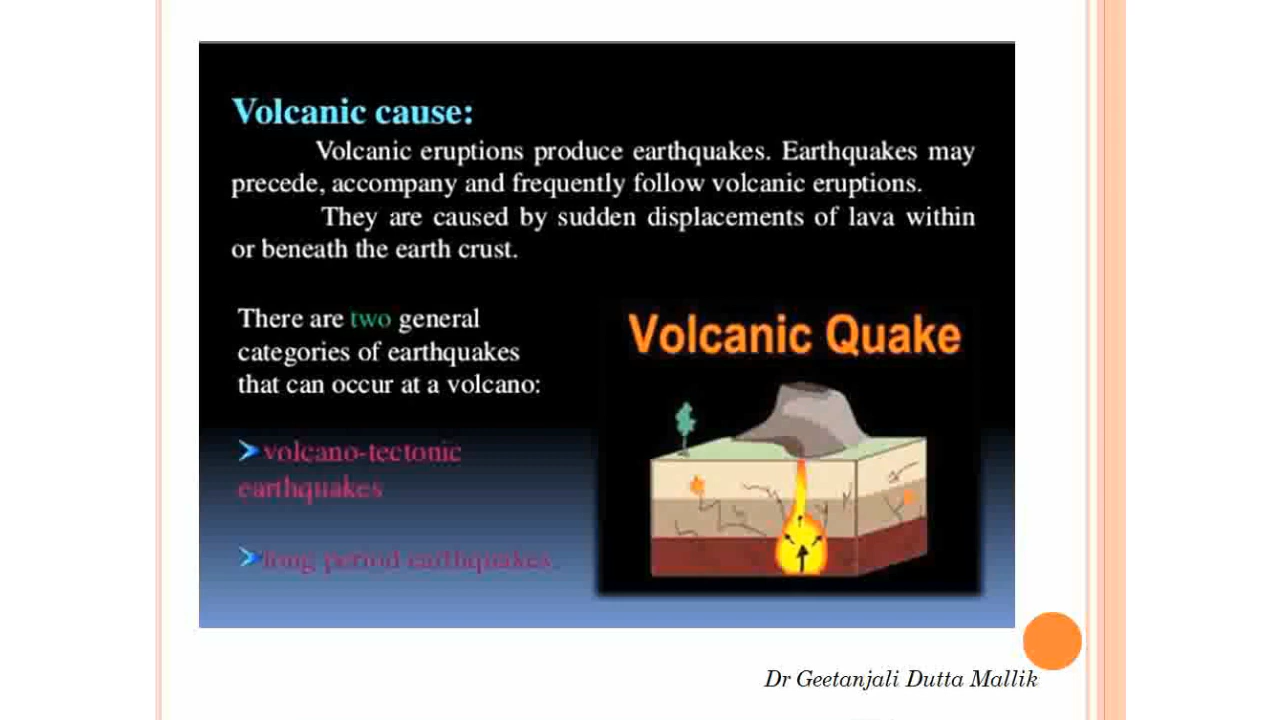 Volcanic cause:
Volcanic eruptions produce earthquakes. Earthquakes may
precede, accompany and frequently follow volcanic eruptions.
They are caused by sudden displacements of lava within
or beneath the earth crust.
There are two general
categories of earthquakes
that can occur at a volcano:
volcano-tectonic
earthquakes
long period earthquakes.
Volcanic Quake
Dr Geetanjali Dutta Mallik